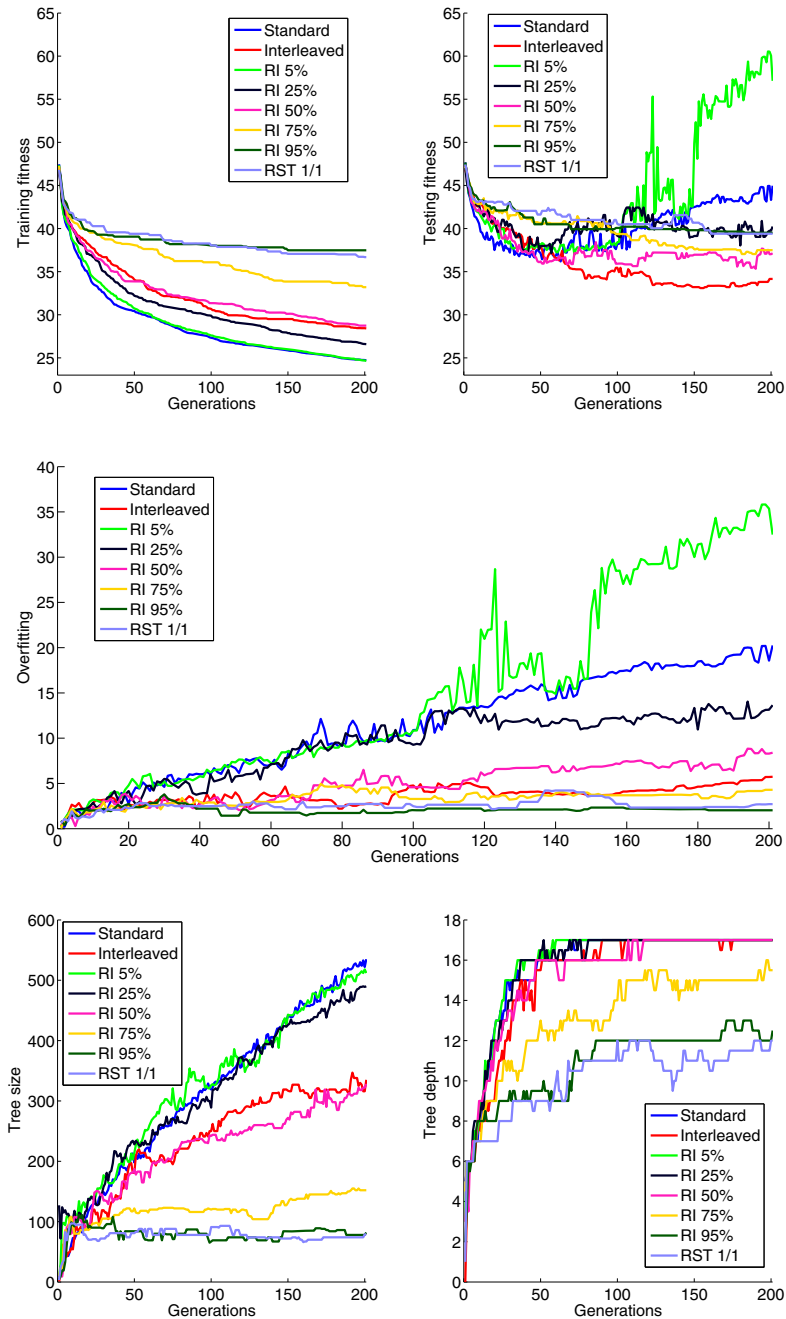 65
60
55
50
45
40
35
30
25
Training fitness
0
50
100
150
200
Generations
Standard
Interleaved
RI 5%
RI 25%
RI 50%
RI 75%
RI 95%
RST 1/1
65
60
55
50
45
40
35
30
25
Testing fitness
0
50
100
150
200
Generations
Standard
Interleaved
RI 5%
RI 25%
RI 50%
RI 75%
RI 95%
RST 1/1
40
35
30
25
20
15
10
5
0
Overfitting
0
20
40
60
80
100
120
140
160
180
200
Generations
Standard
Interleaved
RI 5%
RI 25%
RI 50%
RI 75%
RI 95%
RST 1/1
600
500
400
300
200
100
0
Tree size
0
50
100
150
200
Generations
Standard
Interleaved
RI 5%
RI 25%
RI 50%
RI 75%
RI 95%
RST 1/1
18
16
14
12
10
8
6
4
2
0
Tree depth
0
50
100
150
200
Generations
Standard
Interleaved
RI 5%
RI 25%
RI 50%
RI 75%
RI 95%
RST 1/1